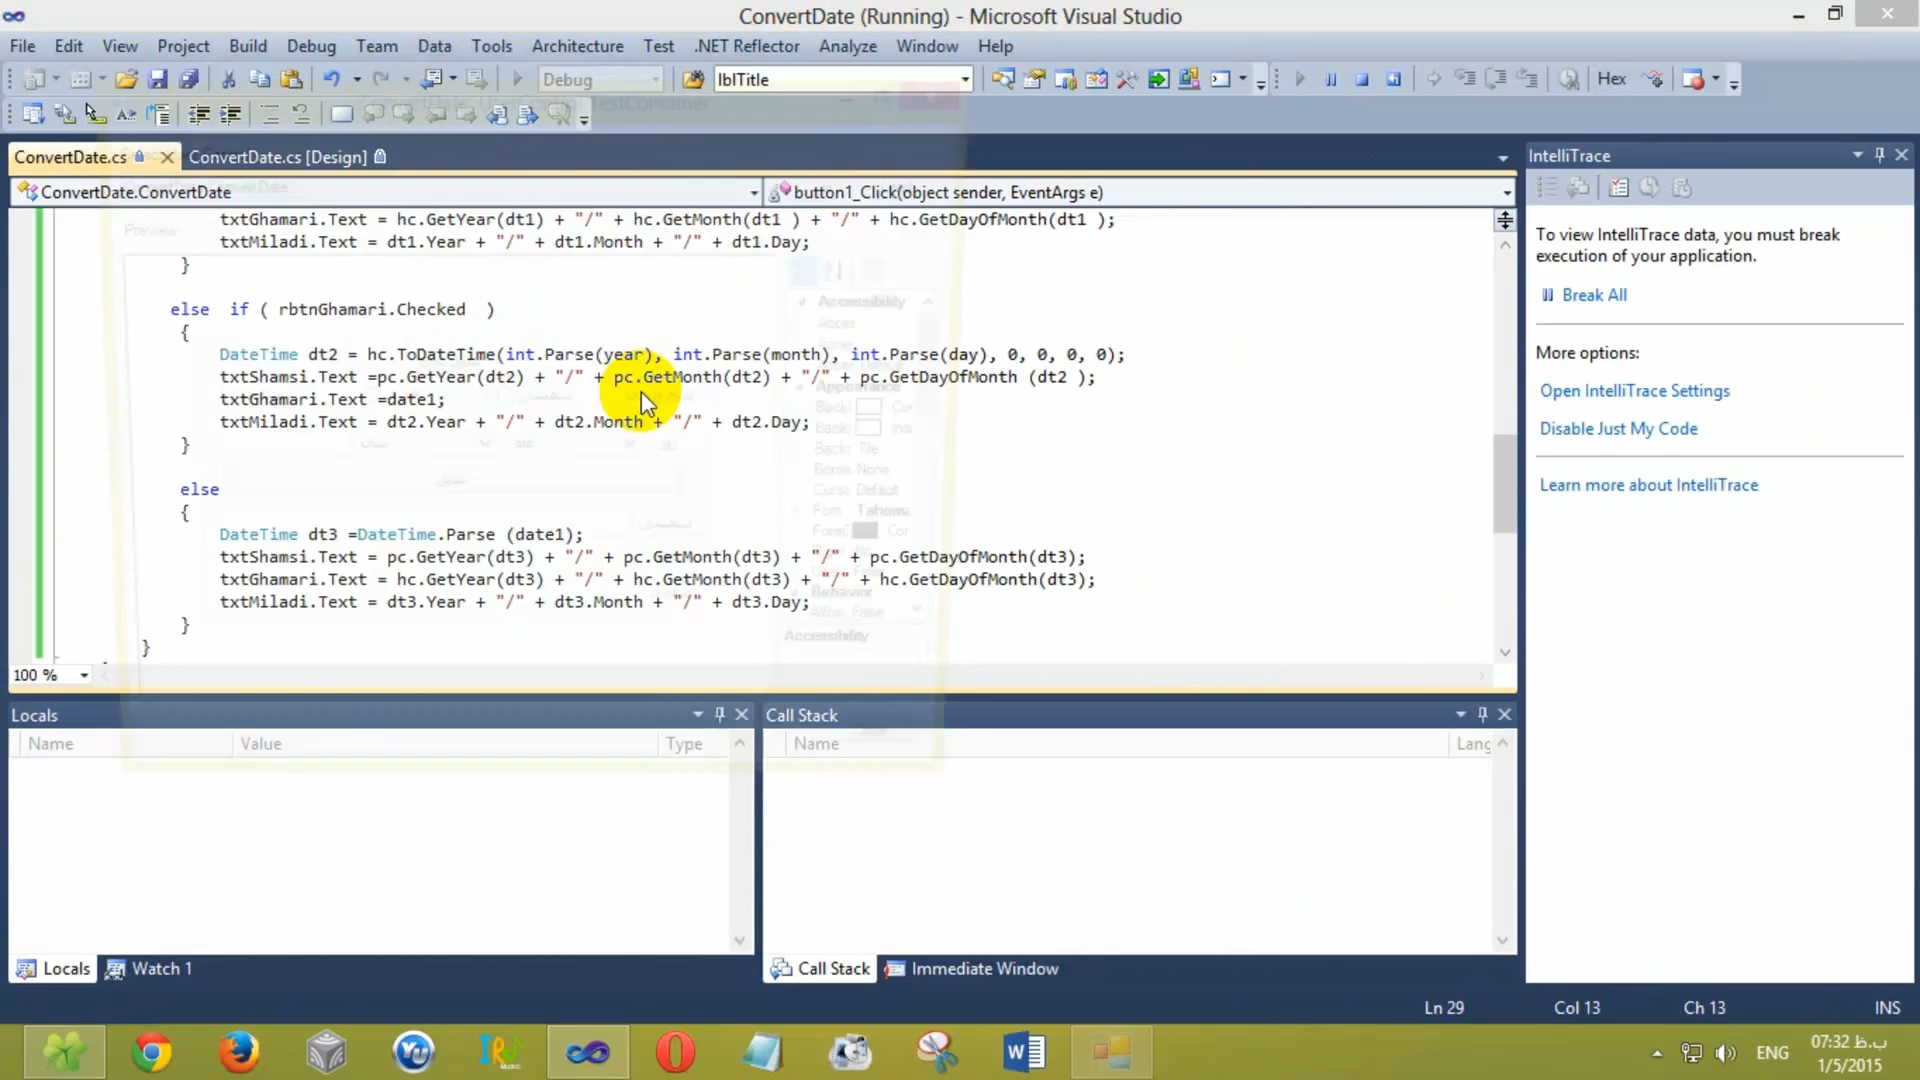 ConvertDate (Running) - Microsoft Visual Studio
File Edit View Project Build Debug Team Data Tools Architecture Test .NET Reflector Analyze Window Help
Debug lblTitle Hex
ConvertDate.cs ConvertDate.cs [Design]
ConvertDate.ConvertDate button1_Click(object sender, EventArgs e)
txtGhamari.Text = hc.GetYear(dt1) + "/" + hc.GetMonth(dt1 ) + "/" + hc.GetDayOfMonth(dt1 );
txtMiladi.Text = dt1.Year + "/" + dt1.Month + "/" + dt1.Day;
}
else if ( rbtnGhamari.Checked )
{
DateTime dt2 = hc.ToDateTime(int.Parse(year), int.Parse(month), int.Parse(day), 0, 0, 0, 0);
txtShamsi.Text =pc.GetYear(dt2) + "/" + pc.GetMonth(dt2) + "/" + pc.GetDayOfMonth (dt2 );
txtGhamari.Text =date1;
txtMiladi.Text = dt2.Year + "/" + dt2.Month + "/" + dt2.Day;
}
else
{
DateTime dt3 =DateTime.Parse (date1);
txtShamsi.Text = pc.GetYear(dt3) + "/" + pc.GetMonth(dt3) + "/" + pc.GetDayOfMonth(dt3);
txtGhamari.Text = hc.GetYear(dt3) + "/" + hc.GetMonth(dt3) + "/" + hc.GetDayOfMonth(dt3);
txtMiladi.Text = dt3.Year + "/" + dt3.Month + "/" + dt3.Day;
}
}
100 %
Preview
Accessibility
Appearance
Tile
None
Default
Tahoma
Behavior
Accessibility
IntelliTrace
To view IntelliTrace data, you must break
execution of your application.
Break All
More options:
Open IntelliTrace Settings
Disable Just My Code
Learn more about IntelliTrace
Locals
Name Value Type
Call Stack
Name Lang
Locals Watch 1
Call Stack Immediate Window
Ln 29 Col 13 Ch 13 INS
ENG
07:32 ب.ظ
1/5/2015